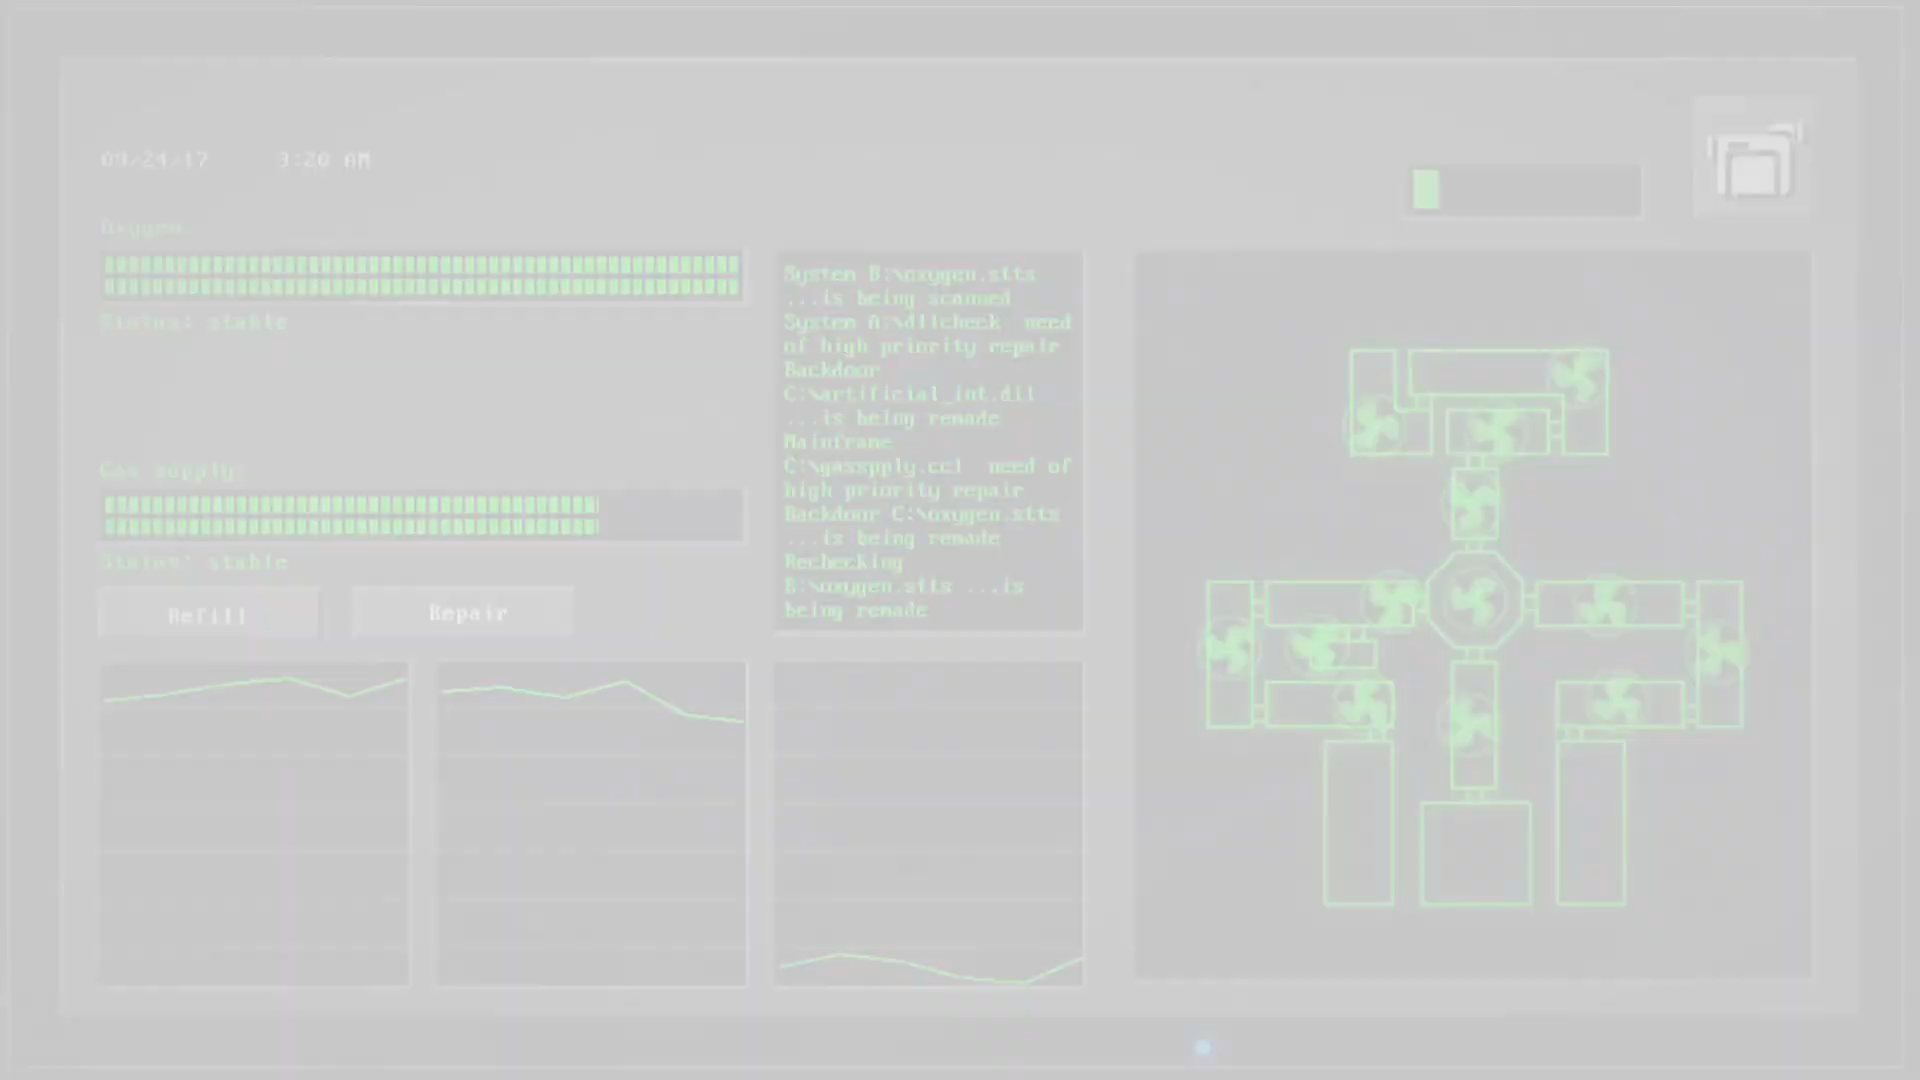 09/24/17 3:20 AM
Oxygen:
Status: stable
Gas supply:
Status: stable
Refill
Repair
System B:\oxygen.stts
...is being scanned
System A:\dllcheck need
of high priority repair
Backdoor
C:\artificial_int.dll
...is being remade
Mainframe
C:\gasspply.ccl need of
high priority repair
Backdoor C:\oxygen.stts
...is being remade
Rechecking
B:\oxygen.stts ...is
being remade